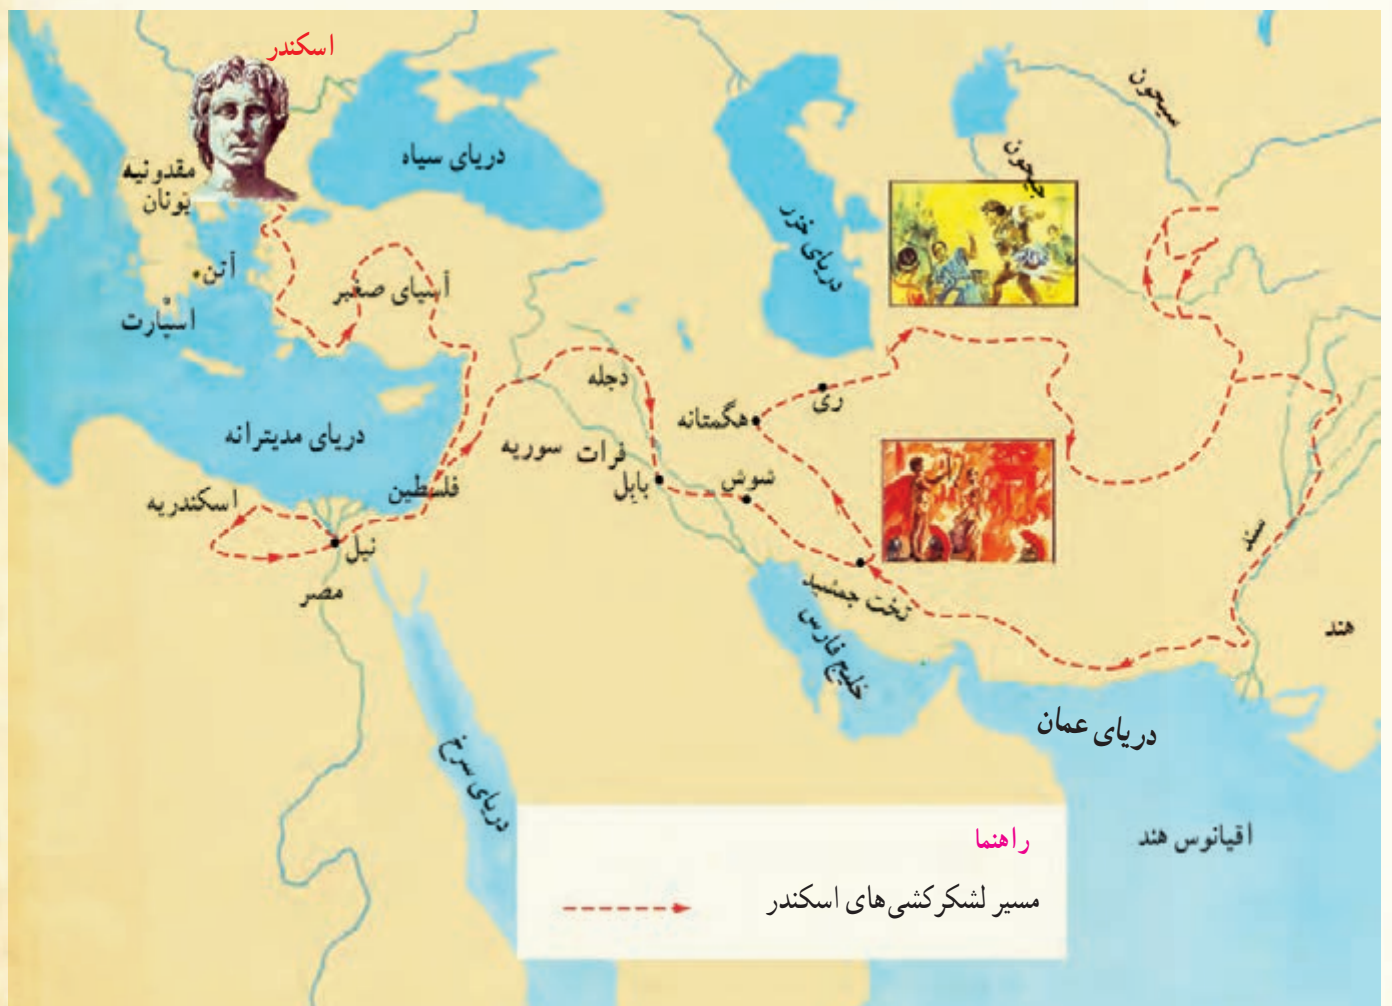 اسکندر
سیحون
جیحون
دریای سیاه
مقدونیه
یونان
دریای خزر
آتن
آسیای صغیر
اسپارت
دجله
ری
هگمتانه
دریای مدیترانه
فرات
سوریه
شوش
بابل
فلسطین
اسکندریه
سند
نیل
تخت جمشید
مصر
خلیج فارس
هند
دریای عمان
دریای سرخ
راهنما
اقیانوس هند
مسیر لشکرکشی‌های اسکندر